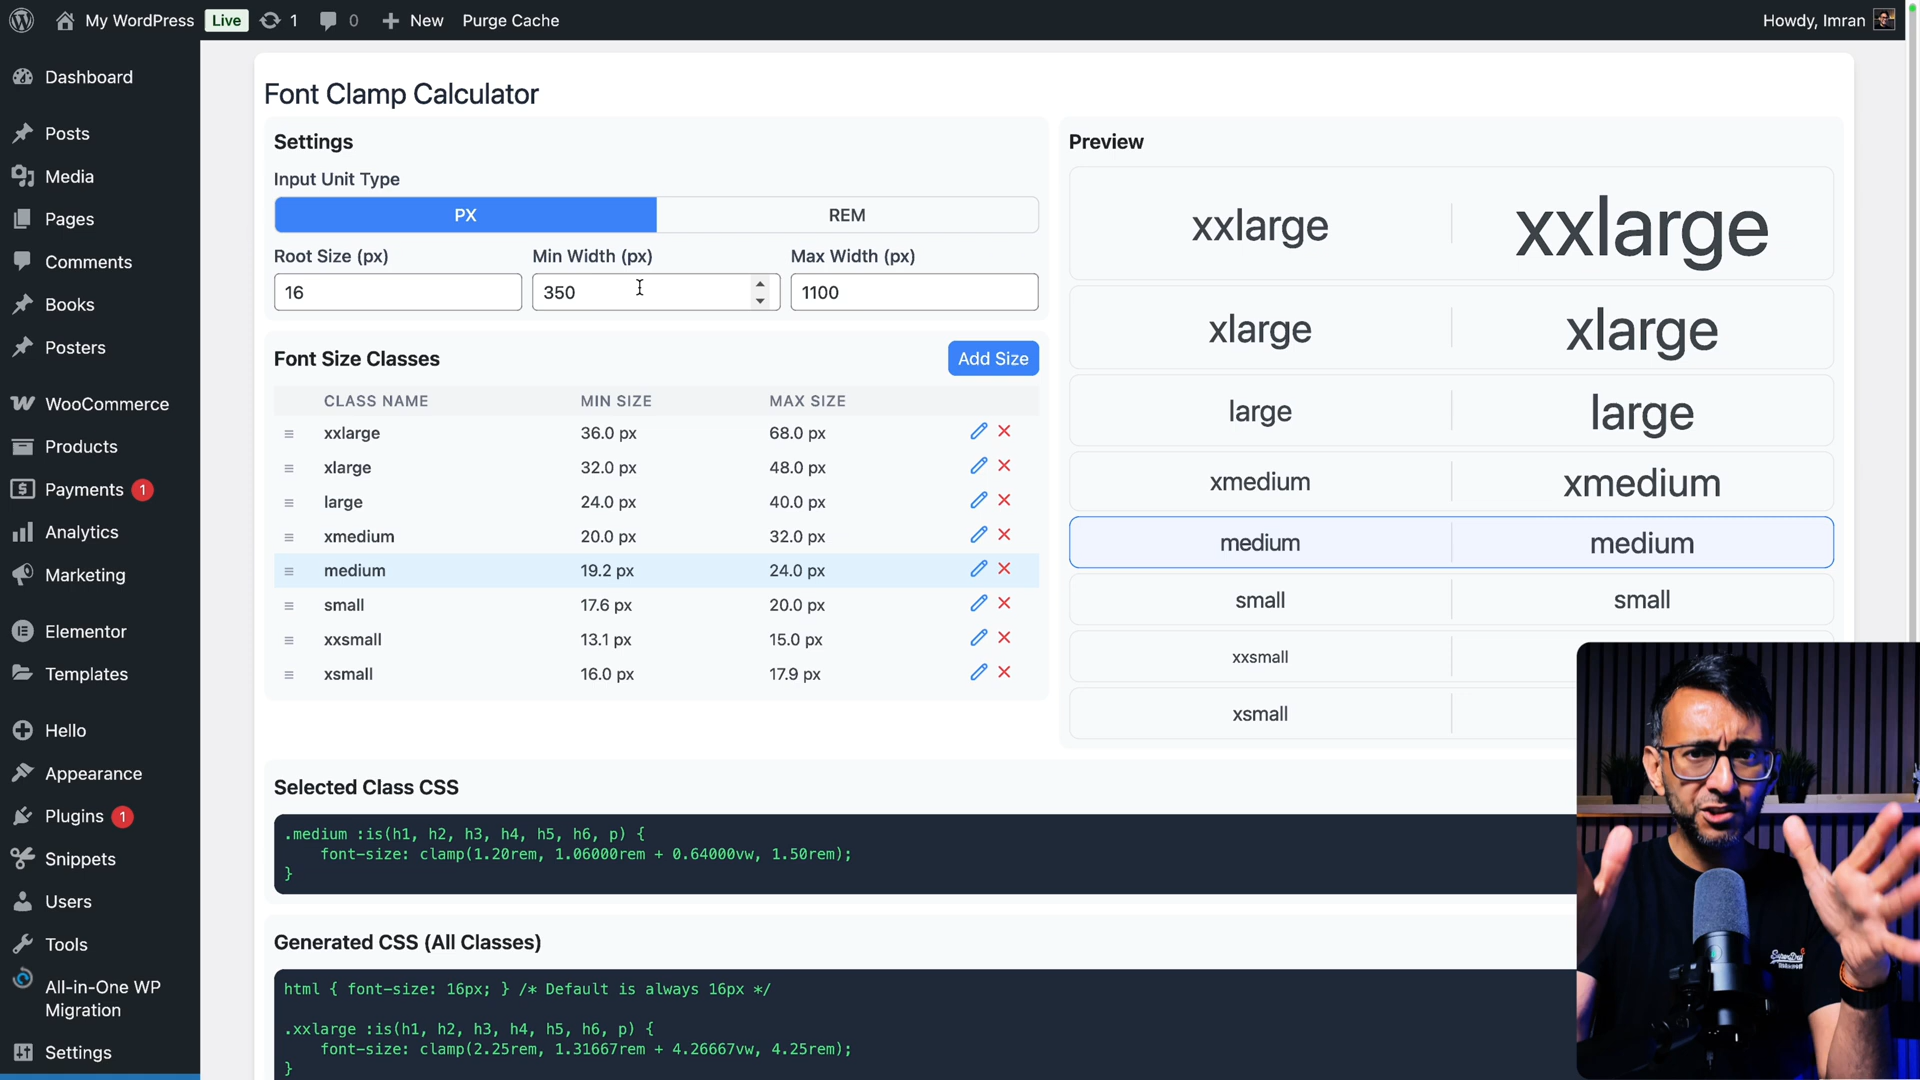 My WordPress Live 1 0 New Purge Cache Howdy, Imran
Dashboard
Posts
Media
Pages
Comments
Books
Posters
WooCommerce
Products
Payments 1
Analytics
Marketing
Elementor
Templates
Hello
Appearance
Plugins 1
Snippets
Users
Tools
All-in-One WP
Migration
Settings
Font Clamp Calculator
Settings
Input Unit Type
PX REM
Root Size (px) Min Width (px) Max Width (px)
16 350 1100
Font Size Classes Add Size
CLASS NAME MIN SIZE MAX SIZE
xxlarge 36.0 px 68.0 px
xlarge 32.0 px 48.0 px
large 24.0 px 40.0 px
xmedium 20.0 px 32.0 px
medium 19.2 px 24.0 px
small 17.6 px 20.0 px
xxsmall 13.1 px 15.0 px
xsmall 16.0 px 17.9 px
Preview
xxlarge xxlarge
xlarge xlarge
large large
xmedium xmedium
medium medium
small small
xxsmall
xsmall
Selected Class CSS
.medium :is(h1, h2, h3, h4, h5, h6, p) {
font-size: clamp(1.20rem, 1.06000rem + 0.64000vw, 1.50rem);
}
Generated CSS (All Classes)
html { font-size: 16px; } /* Default is always 16px */
.xxlarge :is(h1, h2, h3, h4, h5, h6, p) {
font-size: clamp(2.25rem, 1.31667rem + 4.26667vw, 4.25rem);
}